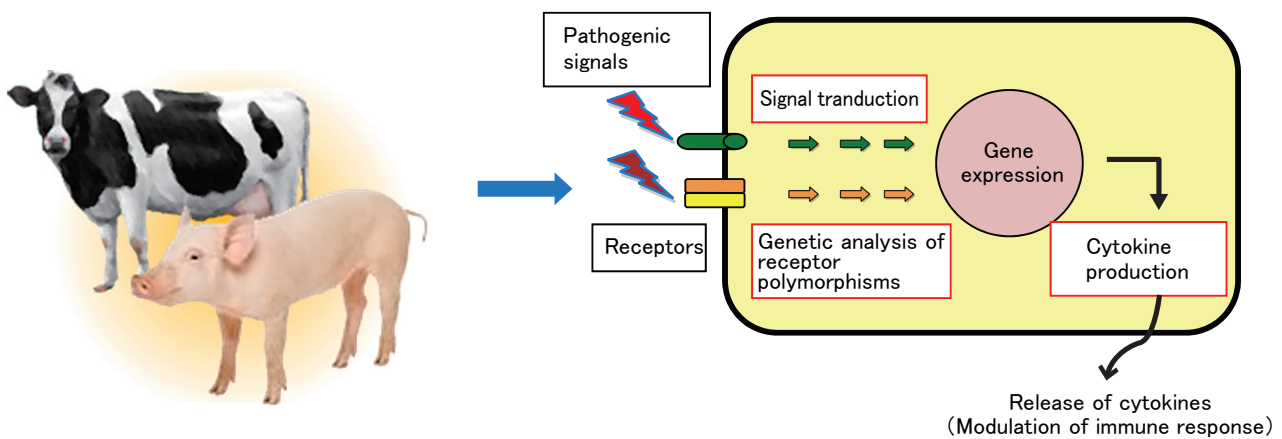 Pathogenic
signals
Receptors
Signal tranduction
Genetic analysis of
receptor
polymorphisms
Gene
expression
Cytokine
production
Release of cytokines
(Modulation of immune response)